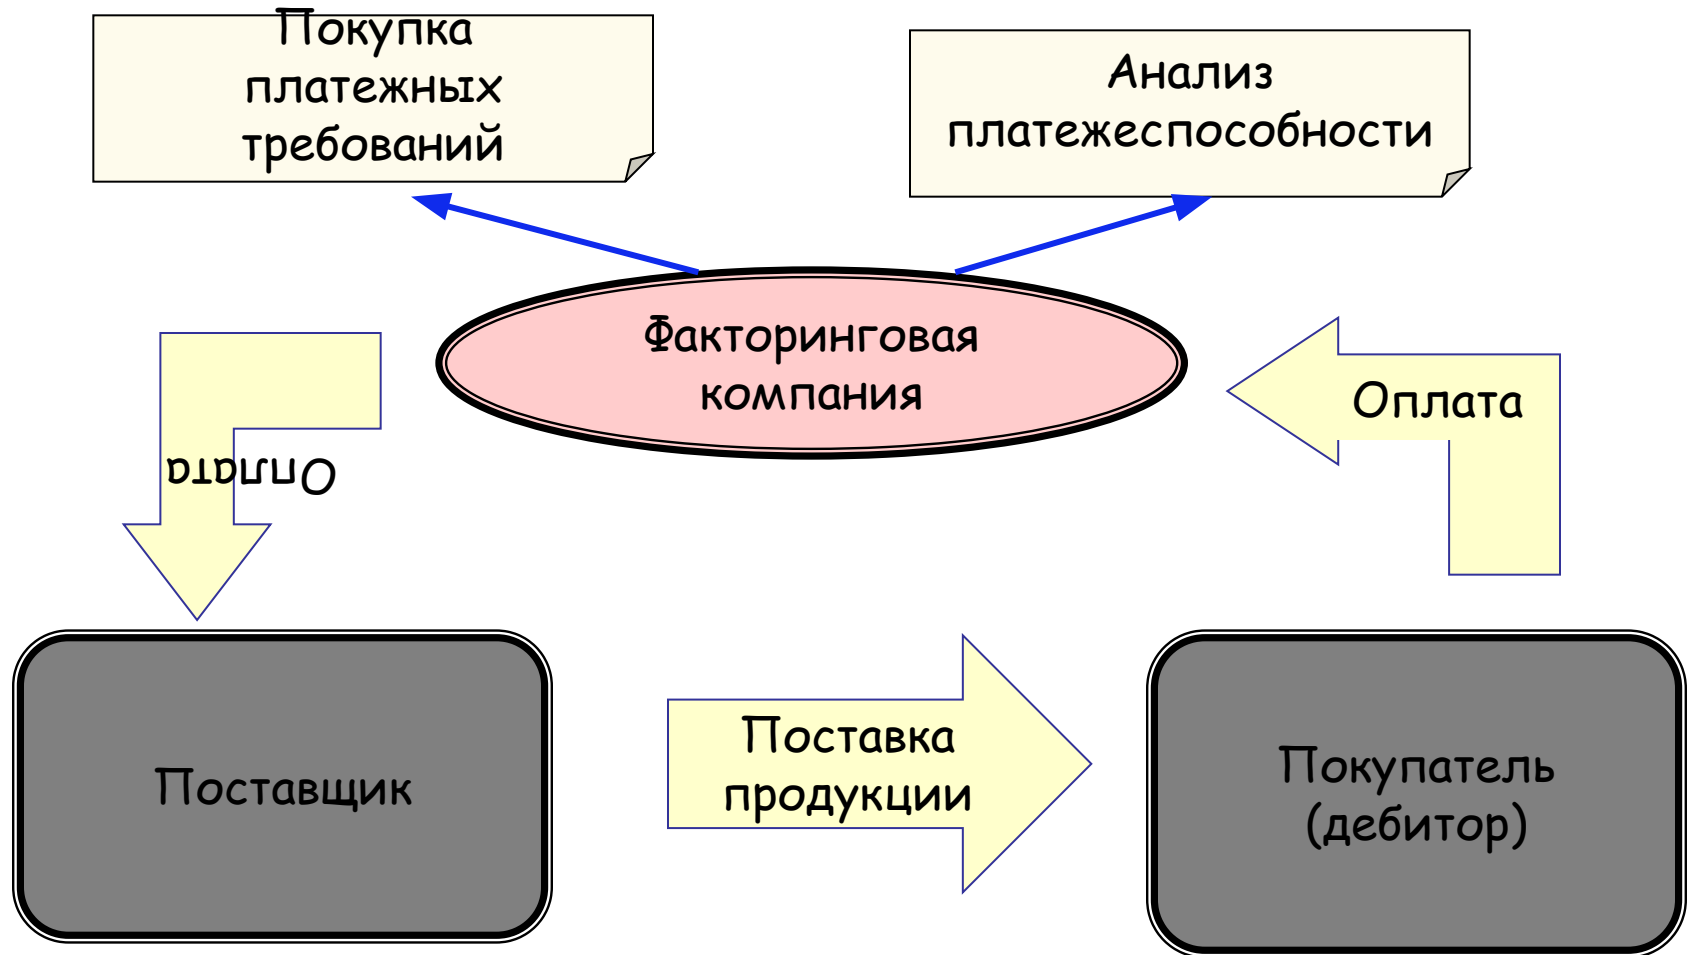 Покупка
платежных
требований
Анализ
платежеспособности
Факторинговая
компания
Оплата
Оплата
Поставщик
Поставка
продукции
Покупатель
(дебитор)